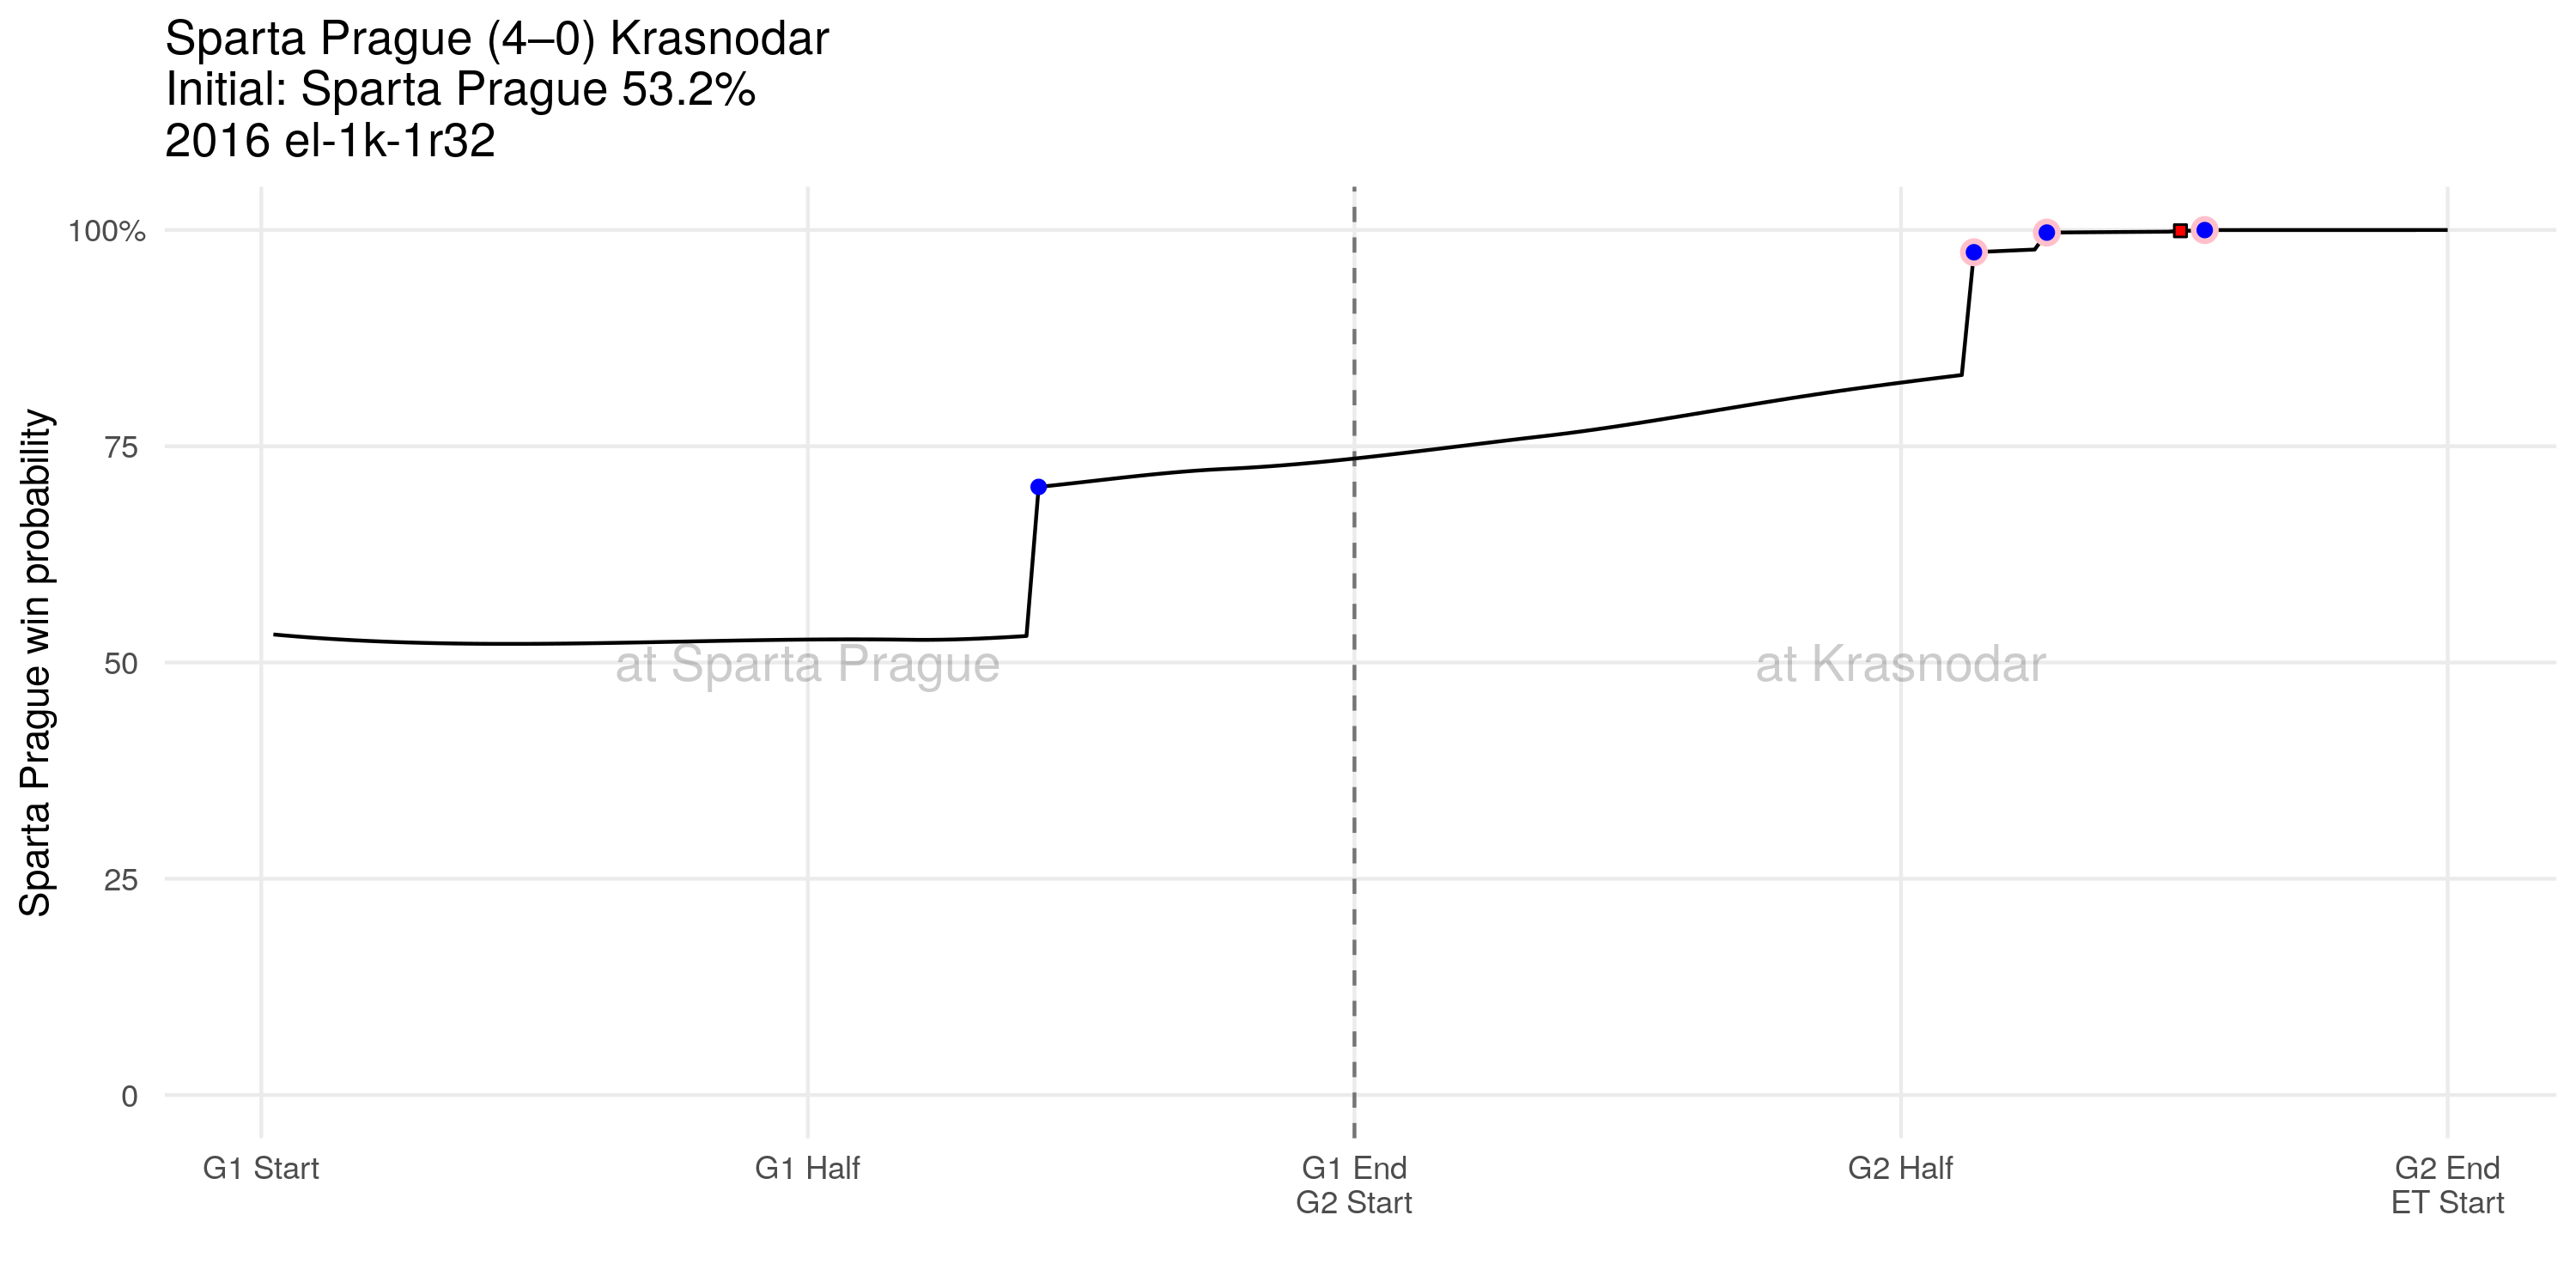 Sparta Prague (4–0) Krasnodar
Initial: Sparta Prague 53.2%
2016 el-1k-1r32
Sparta Prague win probability
100%
75
50
25
0
at Sparta Prague
at Krasnodar
G1 Start
G1 Half
G1 End
G2 Start
G2 Half
G2 End
ET Start